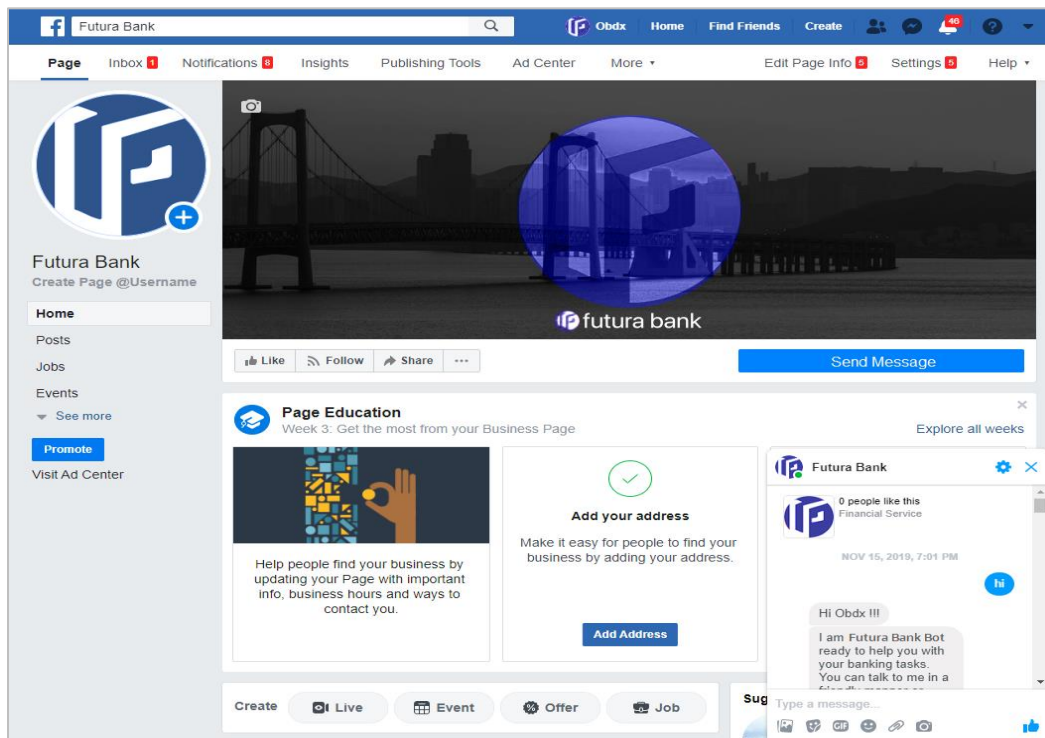 Futura Bank
Obdx Home Find Friends Create 46
Page Inbox 1 Notifications 8 Insights Publishing Tools Ad Center More Edit Page Info 5 Settings 5 Help
Futura Bank
Create Page @Username
Home
Posts
Jobs
Events
See more
Promote
Visit Ad Center
futura bank
Like Follow Share ...
Send Message
Page Education
Week 3: Get the most from your Business Page
Explore all weeks
Help people find your business by
updating your Page with important
info, business hours and ways to
contact you.
Add your address
Make it easy for people to find your
business by adding your address.
Add Address
Create Live Event Offer Job
Sug
Futura Bank
0 people like this
Financial Service
NOV 15, 2019, 7:01 PM
hi
Hi Obdx !!!
I am Futura Bank Bot
ready to help you with
your banking tasks.
You can talk to me in a
Type a message...
GIF